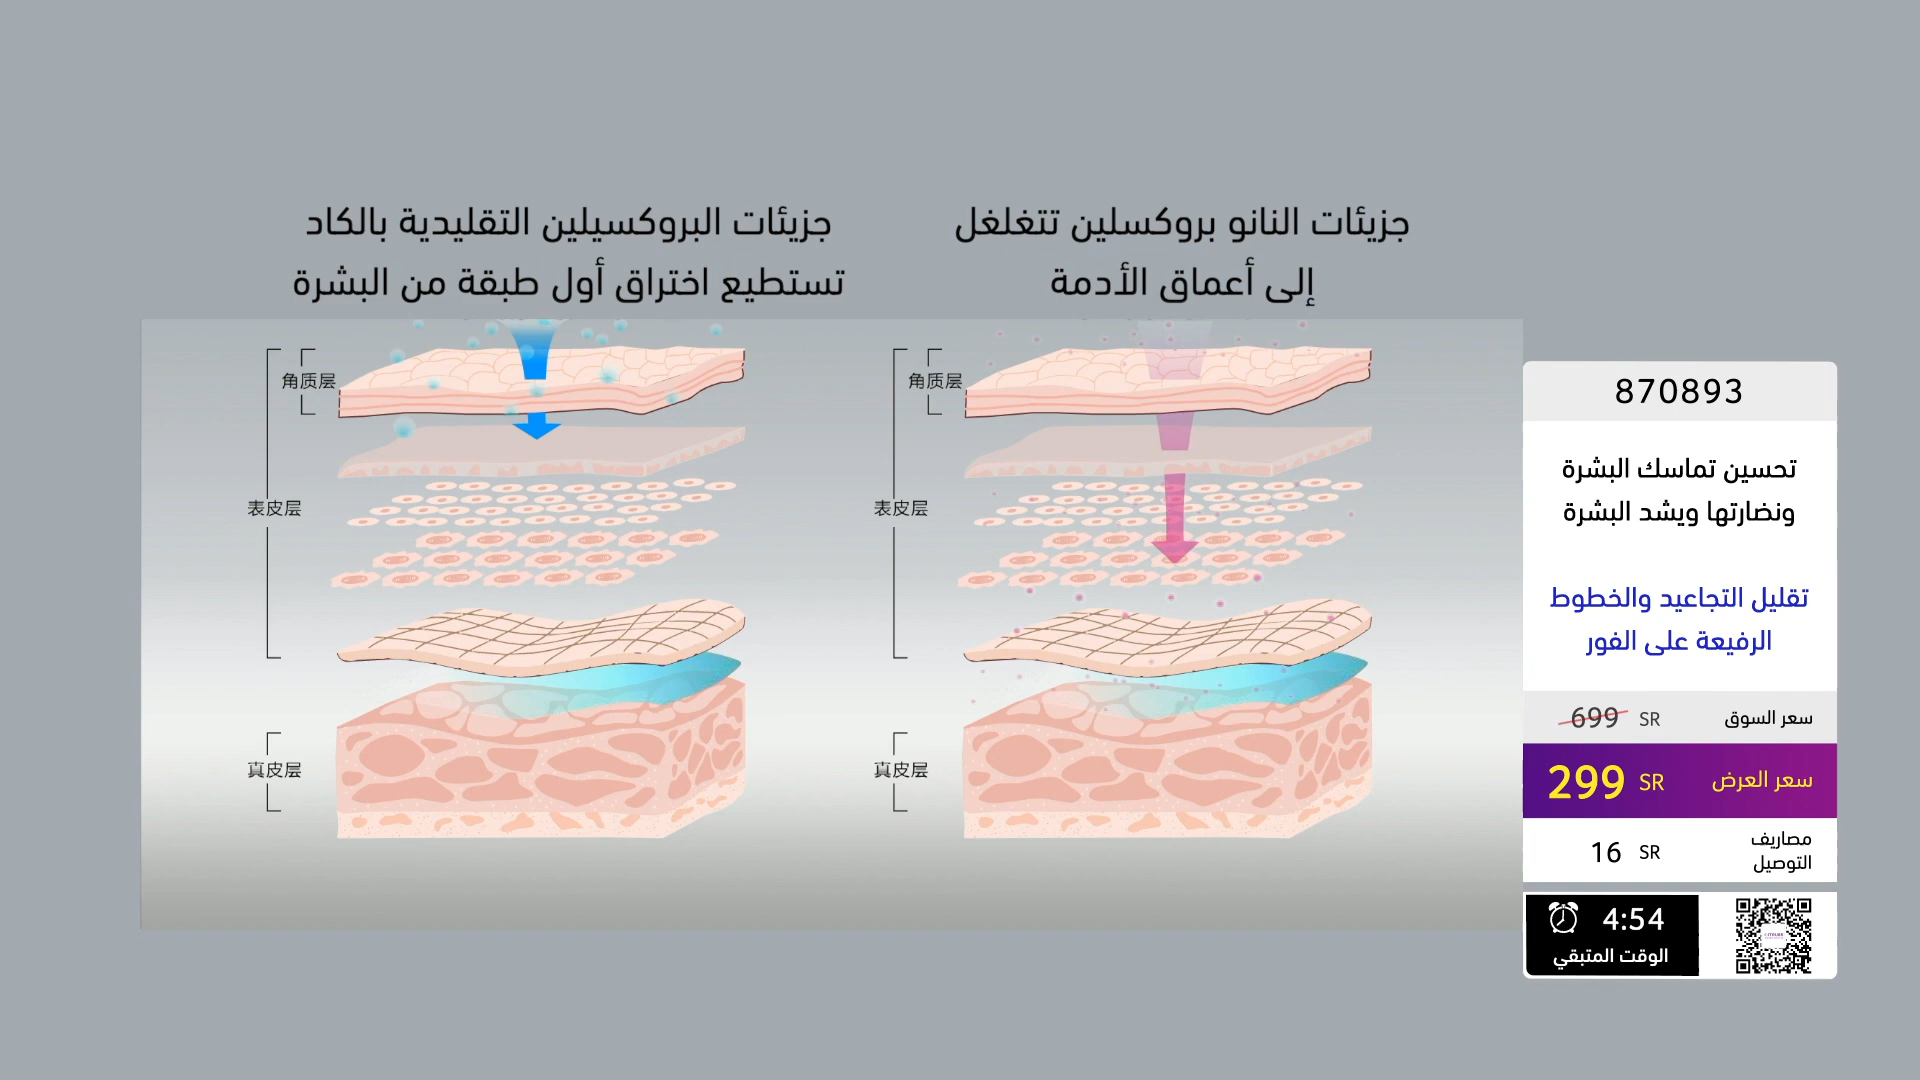 جزيئات النانو بروكسلين تتغلغل
إلى أعماق الأدمة
جزيئات البروكسيلين التقليدية بالكاد
تستطيع اختراق أول طبقة من البشرة
角质层
表皮层
真皮层
角质层
表皮层
真皮层
870893
تحسين تماسك البشرة
ونضارتها ويشد البشرة
تقليل التجاعيد والخطوط
الرفيعة على الفور
سعر السوق SR 699
سعر العرض SR 299
مصاريف
التوصيل
SR 16
4:54
الوقت المتبقي